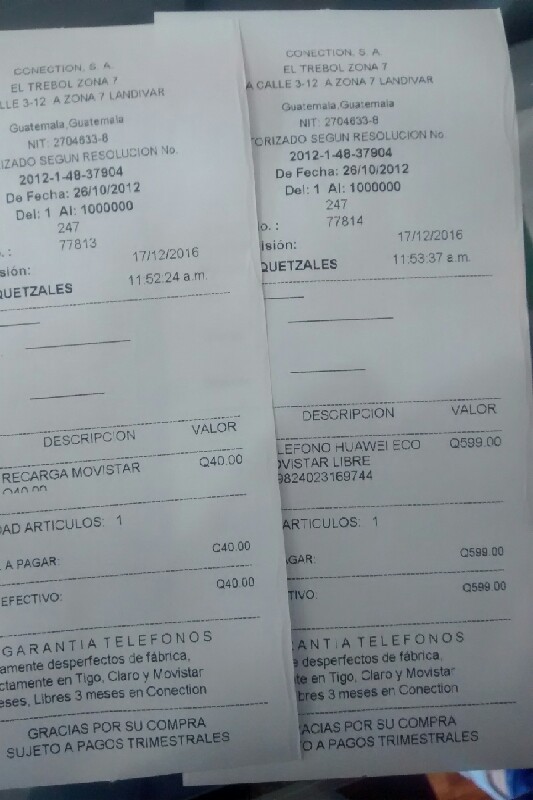 CONECTION, S. A.
EL TREBOL ZONA 7
ALLE 3-12 A ZONA 7 LANDIVAR
Guatemala,Guatemala
NIT: 2704633-8
RIZADO SEGUN RESOLUCION No.
2012-1-48-37904
De Fecha: 26/10/2012
Del: 1 Al: 1000000
247
. : 77813
isión: 17/12/2016
QUETZALES 11:52:24 a.m.
DESCRIPCION VALOR
RECARGA MOVISTAR Q40.00
Q40.00
DAD ARTICULOS: 1
A PAGAR: Q40.00
EFECTIVO: Q40.00
GARANTIA TELEFONOS
amente desperfectos de fábrica,
ctamente en Tigo, Claro y Movistar
eses, Libres 3 meses en Conection
GRACIAS POR SU COMPRA
SUJETO A PAGOS TRIMESTRALES
CONECTION, S. A.
EL TREBOL ZONA 7
A CALLE 3-12 A ZONA 7 LANDIVAR
Guatemala,Guatemala
NIT: 2704633-8
TORIZADO SEGUN RESOLUCION No.
2012-1-48-37904
De Fecha: 26/10/2012
Del: 1 Al: 1000000
247
o. : 77814
isión: 17/12/2016
QUETZALES 11:53:37 a.m.
DESCRIPCION VALOR
LEFONO HUAWEI ECO Q599.00
OVISTAR LIBRE
9824023169744
ARTICULOS: 1
GAR: Q599.00
TIVO: Q599.00
ANTIA TELEFONOS
e desperfectos de fábrica,
te en Tigo, Claro y Movistar
bres 3 meses en Conection
ACIAS POR SU COMPRA
O A PAGOS TRIMESTRALES